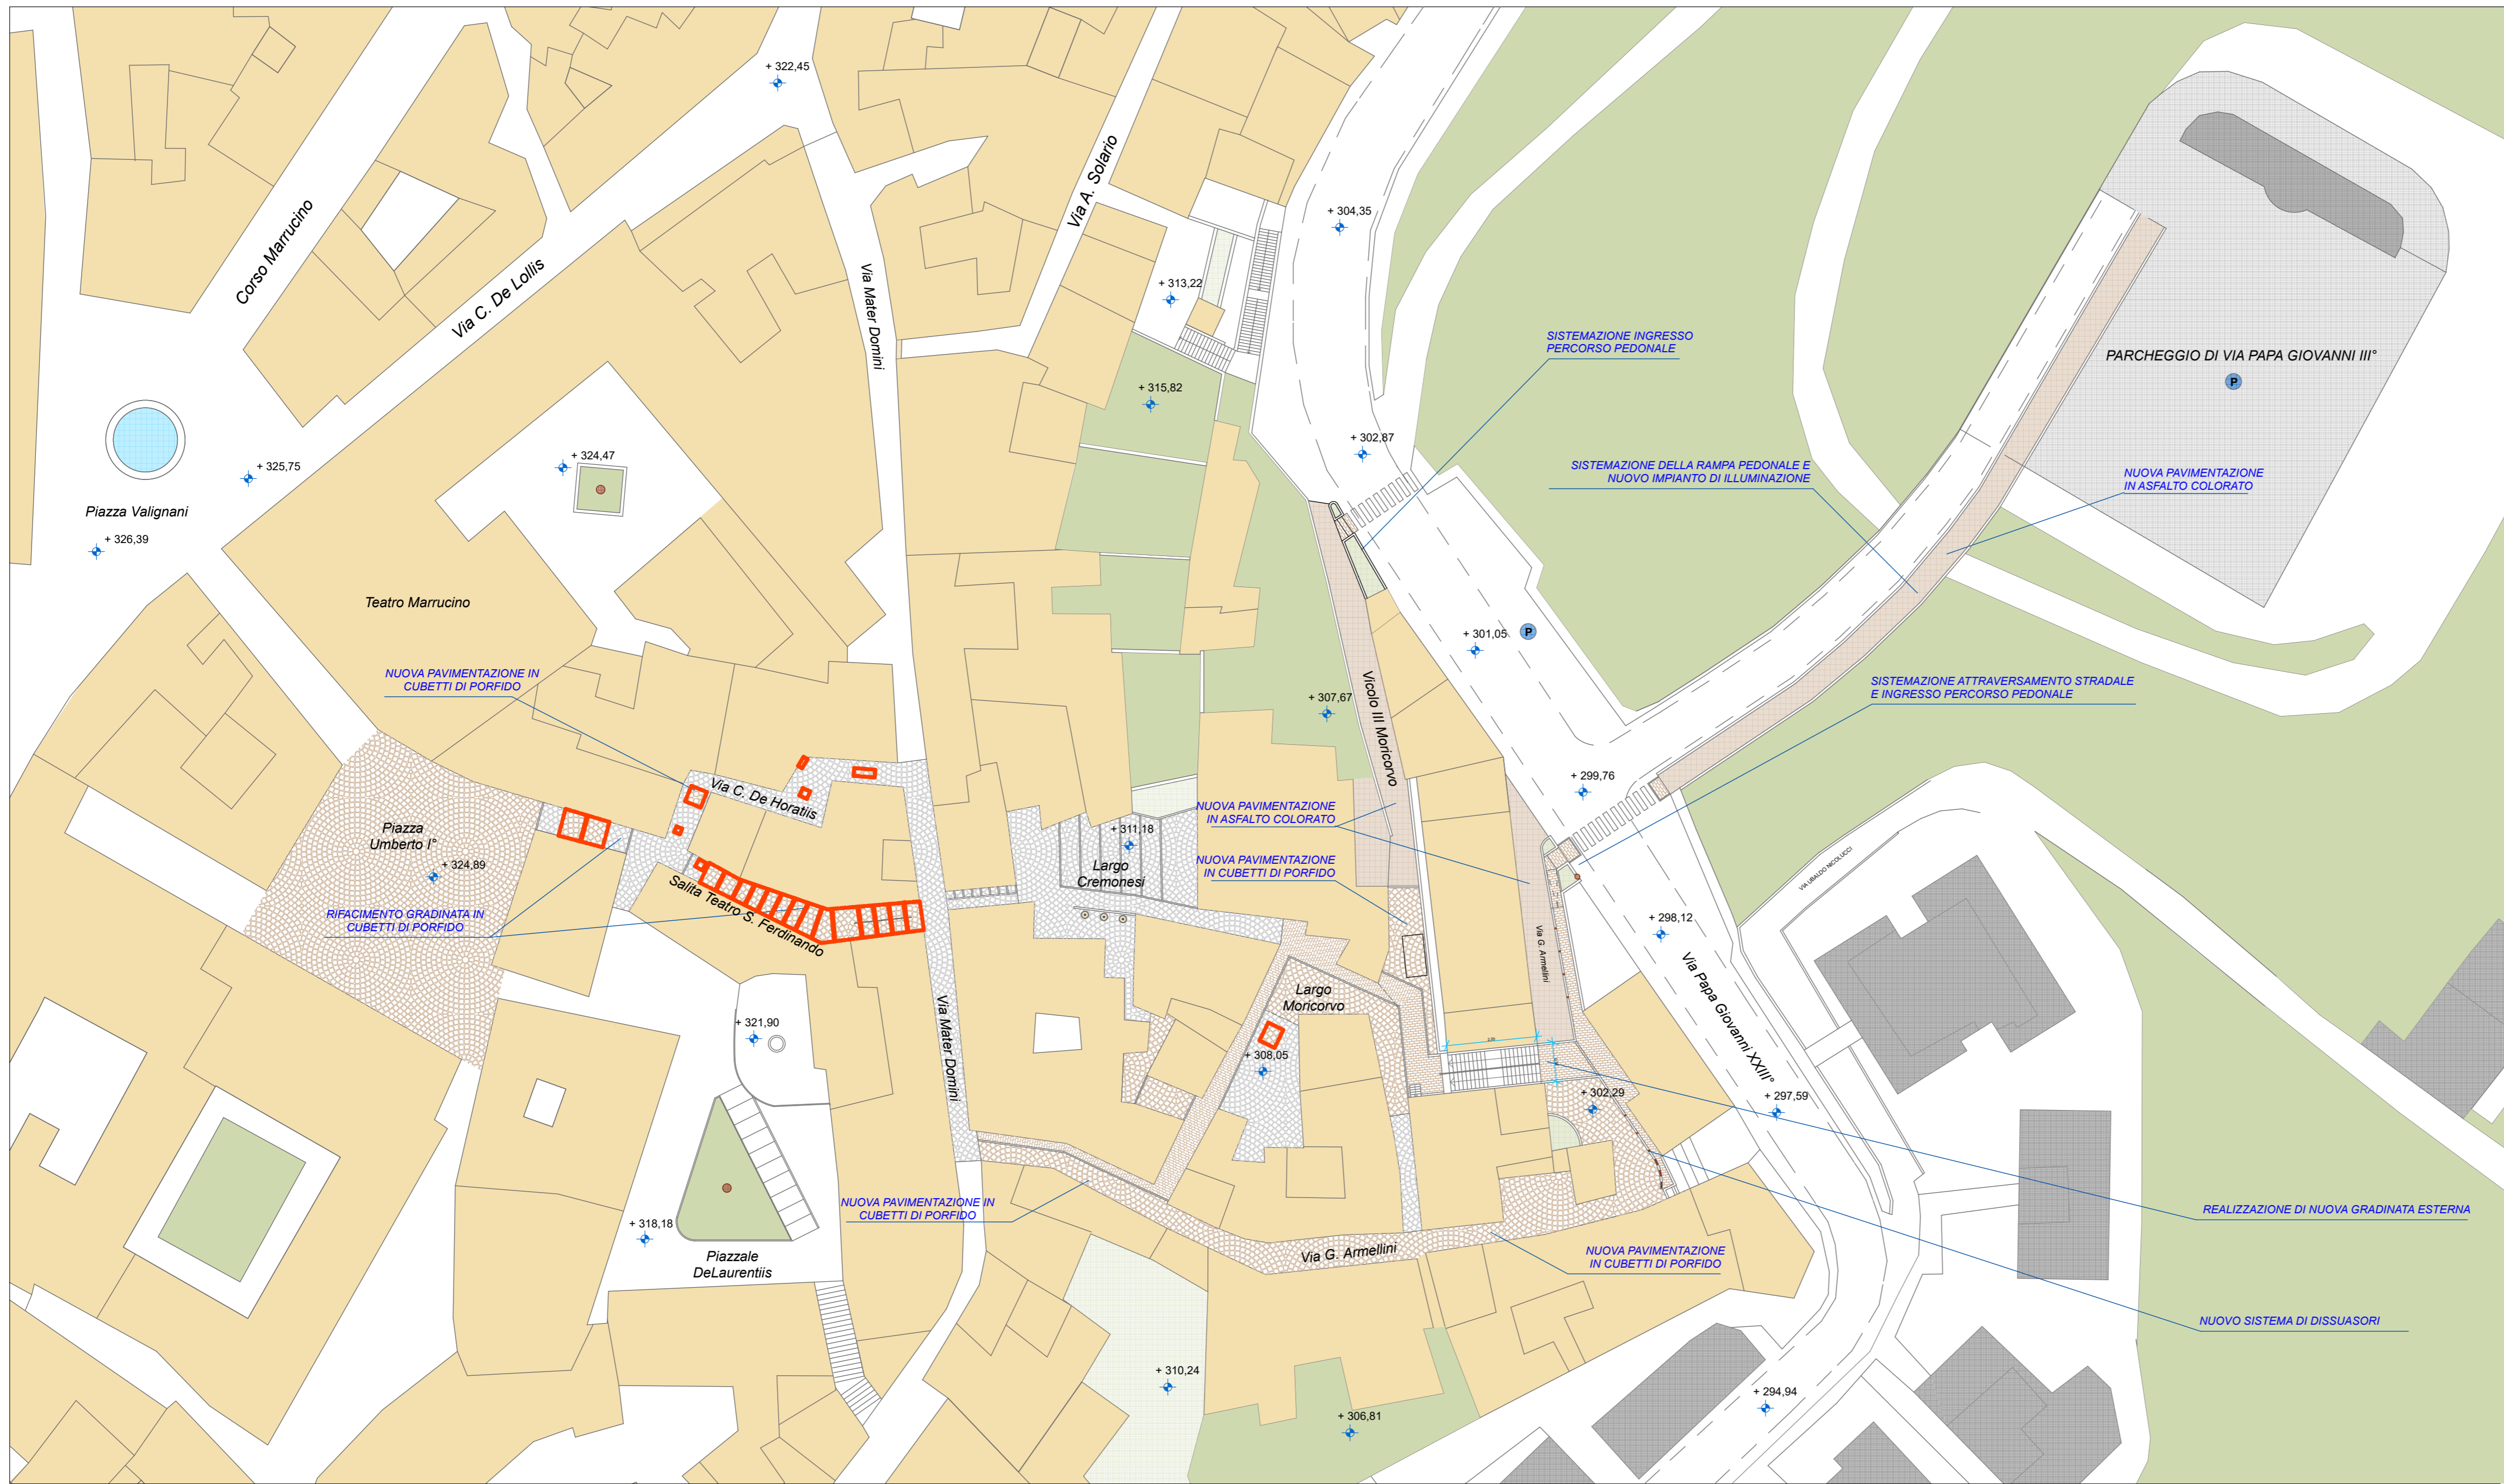 + 322,45
Via A. Solario
Corso Marrucino
Via C. De Lollis
Via Mater Domini
+ 304,35
+ 313,22
SISTEMAZIONE INGRESSO
PERCORSO PEDONALE
PARCHEGGIO DI VIA PAPA GIOVANNI III°
P
+ 315,82
+ 325,75
+ 324,47
+ 302,87
SISTEMAZIONE DELLA RAMPA PEDONALE E
NUOVO IMPIANTO DI ILLUMINAZIONE
NUOVA PAVIMENTAZIONE
IN ASFALTO COLORATO
Piazza Valignani
+ 326,39
Teatro Marrucino
+ 301,05
P
NUOVA PAVIMENTAZIONE IN
CUBETTI DI PORFIDO
+ 307,67
Vicolo III Moricorvo
SISTEMAZIONE ATTRAVERSAMENTO STRADALE
E INGRESSO PERCORSO PEDONALE
Via C. De Horatiis
+ 299,76
NUOVA PAVIMENTAZIONE
IN ASFALTO COLORATO
Piazza
Umberto I°
+ 324,89
+ 311,18
Largo
Cremonesi
NUOVA PAVIMENTAZIONE
IN CUBETTI DI PORFIDO
VIA UBALDO NICOLUCCI
Salita Teatro S. Ferdinando
RIFACIMENTO GRADINATA IN
CUBETTI DI PORFIDO
+ 298,12
Via G. Armellini
Via Papa Giovanni XXIII°
Largo
Moricorvo
+ 321,90
Via Mater Domini
+ 308,05
+ 302,29
+ 297,59
NUOVA PAVIMENTAZIONE IN
CUBETTI DI PORFIDO
REALIZZAZIONE DI NUOVA GRADINATA ESTERNA
+ 318,18
Piazzale
DeLaurentiis
Via G. Armellini
NUOVA PAVIMENTAZIONE
IN CUBETTI DI PORFIDO
NUOVO SISTEMA DI DISSUASORI
+ 310,24
+ 294,94
+ 306,81